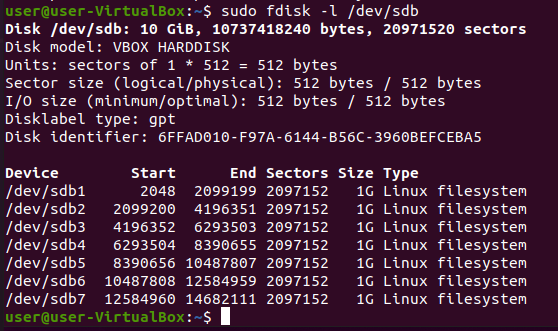 user@user-VirtualBox:~$ sudo fdisk -l /dev/sdb
Disk /dev/sdb: 10 GiB, 10737418240 bytes, 20971520 sectors
Disk model: VBOX HARDDISK
Units: sectors of 1 * 512 = 512 bytes
Sector size (logical/physical): 512 bytes / 512 bytes
I/O size (minimum/optimal): 512 bytes / 512 bytes
Disklabel type: gpt
Disk identifier: 6FFAD010-F97A-6144-B56C-3960BEFCEBA5
Device Start End Sectors Size Type
/dev/sdb1 2048 2099199 2097152 1G Linux filesystem
/dev/sdb2 2099200 4196351 2097152 1G Linux filesystem
/dev/sdb3 4196352 6293503 2097152 1G Linux filesystem
/dev/sdb4 6293504 8390655 2097152 1G Linux filesystem
/dev/sdb5 8390656 10487807 2097152 1G Linux filesystem
/dev/sdb6 10487808 12584959 2097152 1G Linux filesystem
/dev/sdb7 12584960 14682111 2097152 1G Linux filesystem
user@user-VirtualBox:~$